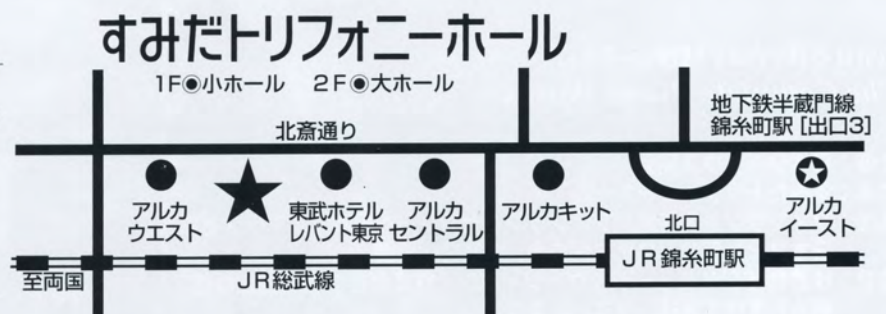 すみだトリフォニーホール
1F◉小ホール 2F◉大ホール
地下鉄半蔵門線
錦糸町駅[出口3]
北斎通り
アルカ
ウエスト
東武ホテル
レバント東京
アルカ
セントラル
アルカキット
北口
アルカ
イースト
JR錦糸町駅
至両国
JR総武線